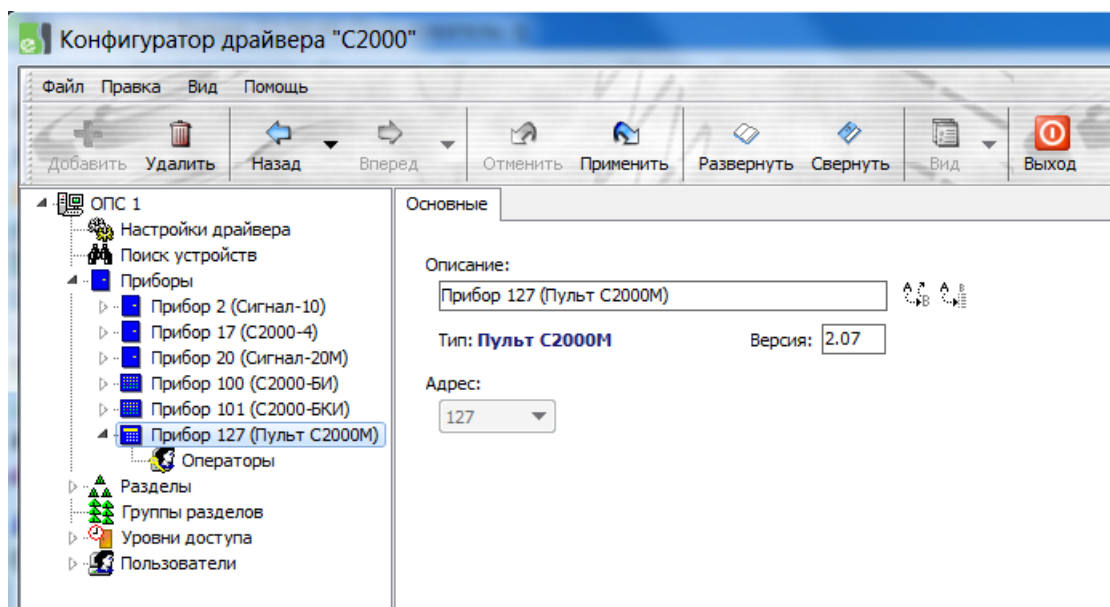 Конфигуратор драйвера "С2000"
Файл Правка Вид Помощь
Добавить Удалить Назад Вперед Отменить Применить Развернуть Свернуть Вид Выход
ОПС 1
Настройки драйвера
Поиск устройств
Приборы
Прибор 2 (Сигнал-10)
Прибор 17 (С2000-4)
Прибор 20 (Сигнал-20М)
Прибор 100 (С2000-БИ)
Прибор 101 (С2000-БКИ)
Прибор 127 (Пульт С2000М)
Операторы
Разделы
Группы разделов
Уровни доступа
Пользователи
Основные
Описание:
Прибор 127 (Пульт С2000М)
Тип: Пульт С2000М Версия: 2.07
Адрес:
127